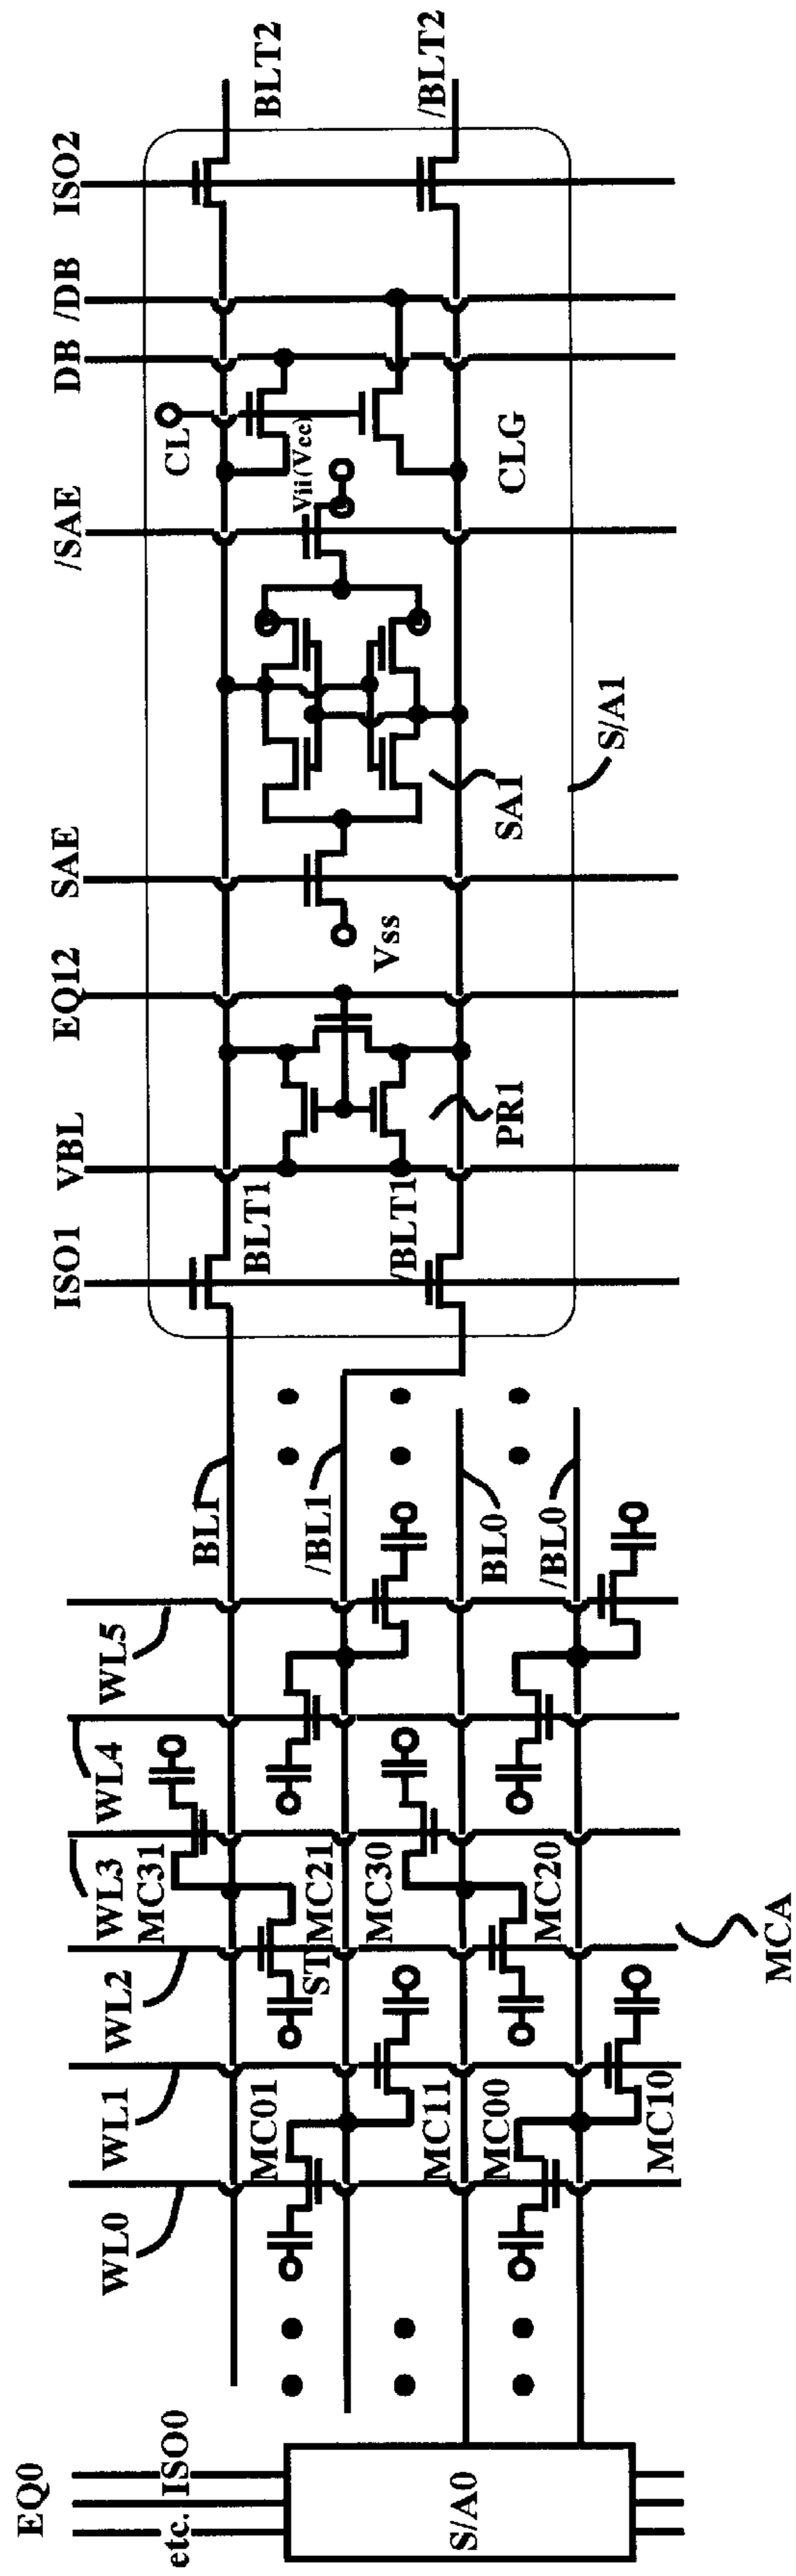 EQ0
etc.
ISO0
S/A0
WL0
WL1
WL2
WL3
WL4
WL5
MC01
MC11
MC00
MC10
ST
MC21
MC31
MC30
MC20
MCA
BL1
/BL1
BL0
/BL0
ISO1
VBL
EQ12
SAE
/SAE
DB
/DB
ISO2
BLT1
/BLT1
PR1
Vss
SA1
S/A1
Vii(Vcc)
CL
CLG
BLT2
/BLT2